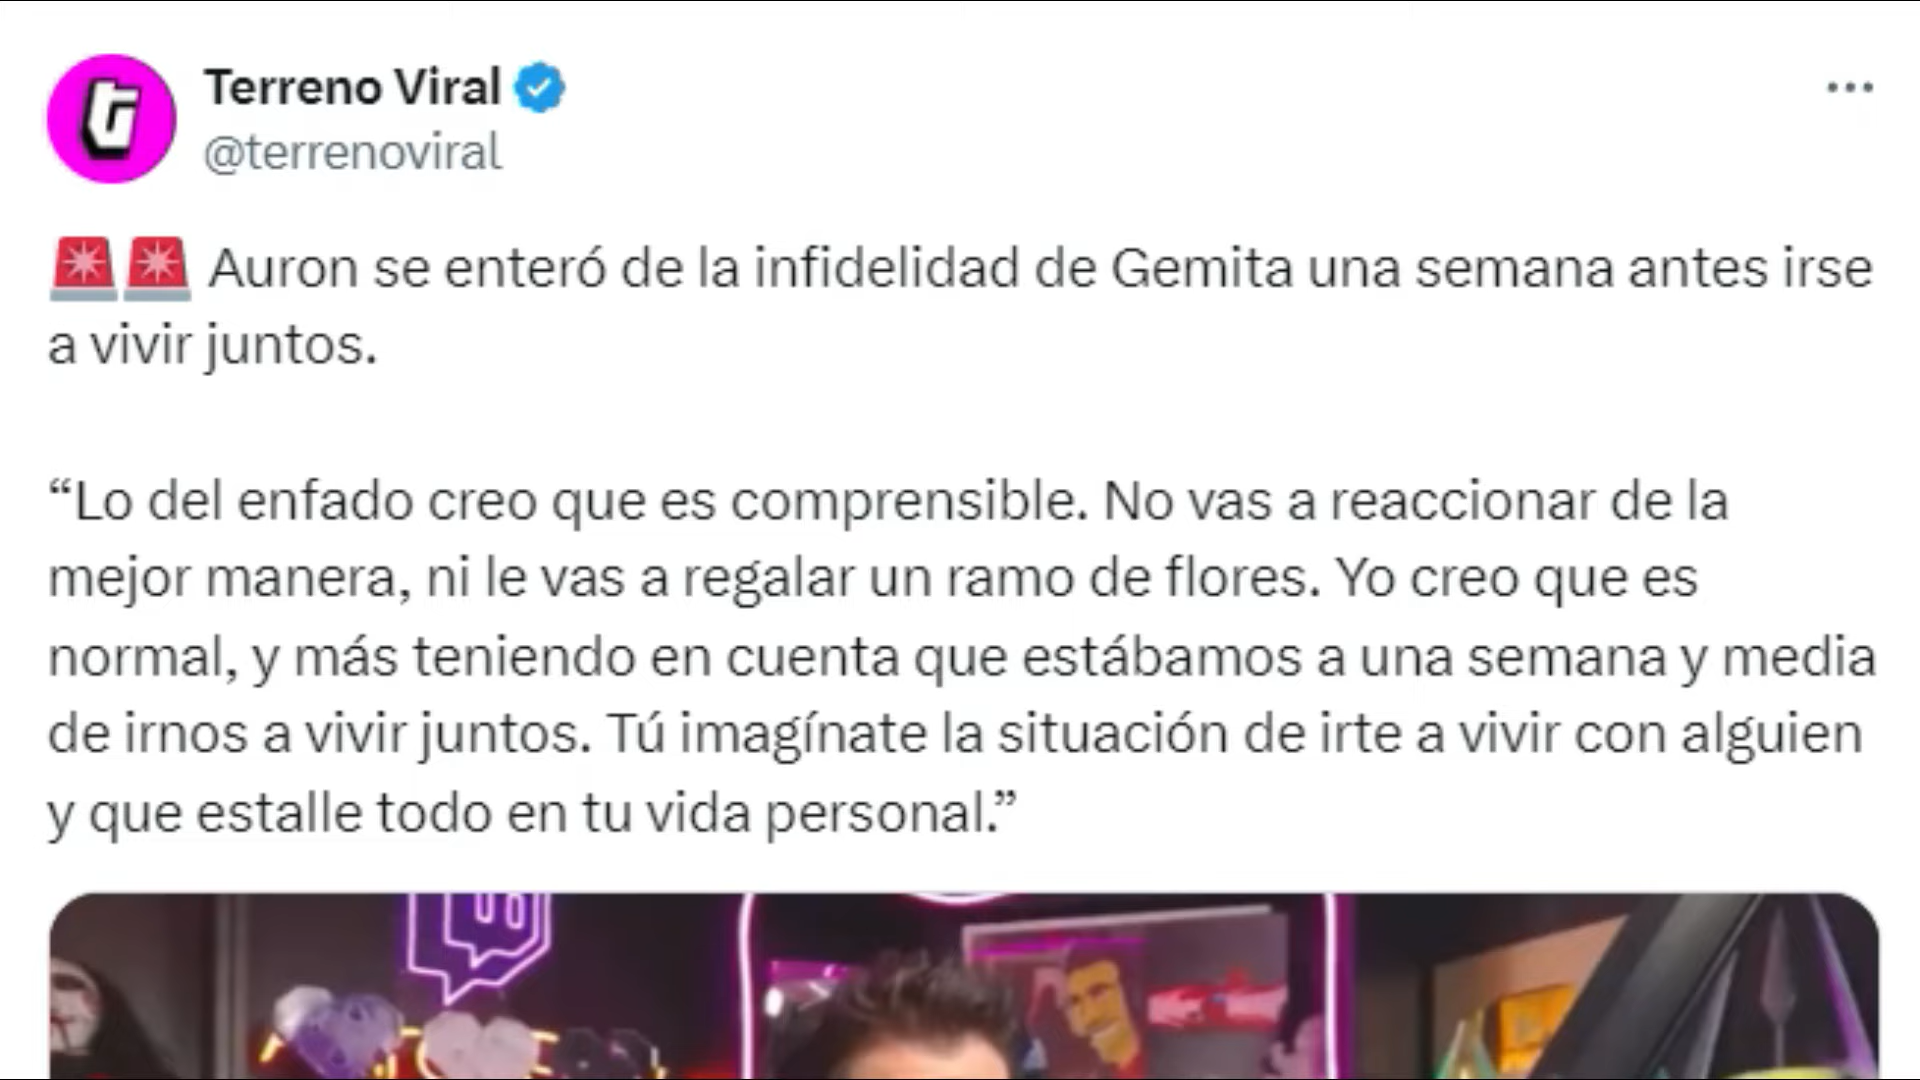 Terreno Viral
@terrenoviral
🚨🚨 Auron se enteró de la infidelidad de Gemita una semana antes irse
a vivir juntos.
“Lo del enfado creo que es comprensible. No vas a reaccionar de la
mejor manera, ni le vas a regalar un ramo de flores. Yo creo que es
normal, y más teniendo en cuenta que estábamos a una semana y media
de irnos a vivir juntos. Tú imagínate la situación de irte a vivir con alguien
y que estalle todo en tu vida personal.”